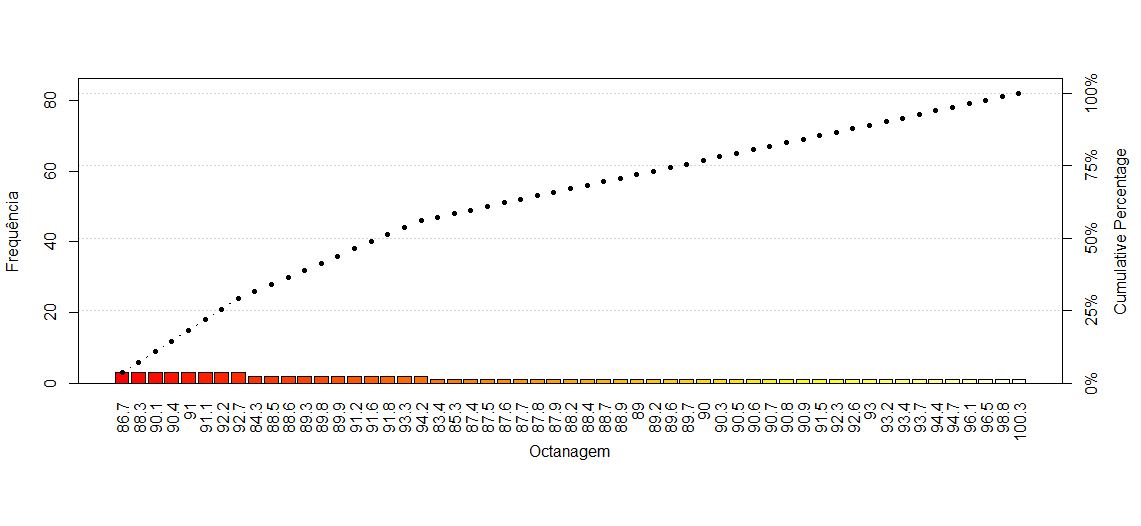 Frequência
0 20 40 60 80
0% 25% 50% 75% 100%
Cumulative Percentage
86.7 88.3 90.1 90.4 91 91.1 92.2 92.7 84.3 88.5 88.6 89.3 89.8 89.9 91.2 91.6 91.8 93.3 94.2 83.4 85.3 87.4 87.5 87.6 87.7 87.8 87.9 88.2 88.4 88.7 88.9 89 89.2 89.6 89.7 90 90.3 90.5 90.6 90.7 90.8 90.9 91.5 92.3 92.6 93 93.2 93.4 93.7 94.4 94.7 96.1 96.5 98.8 100.3
Octanagem